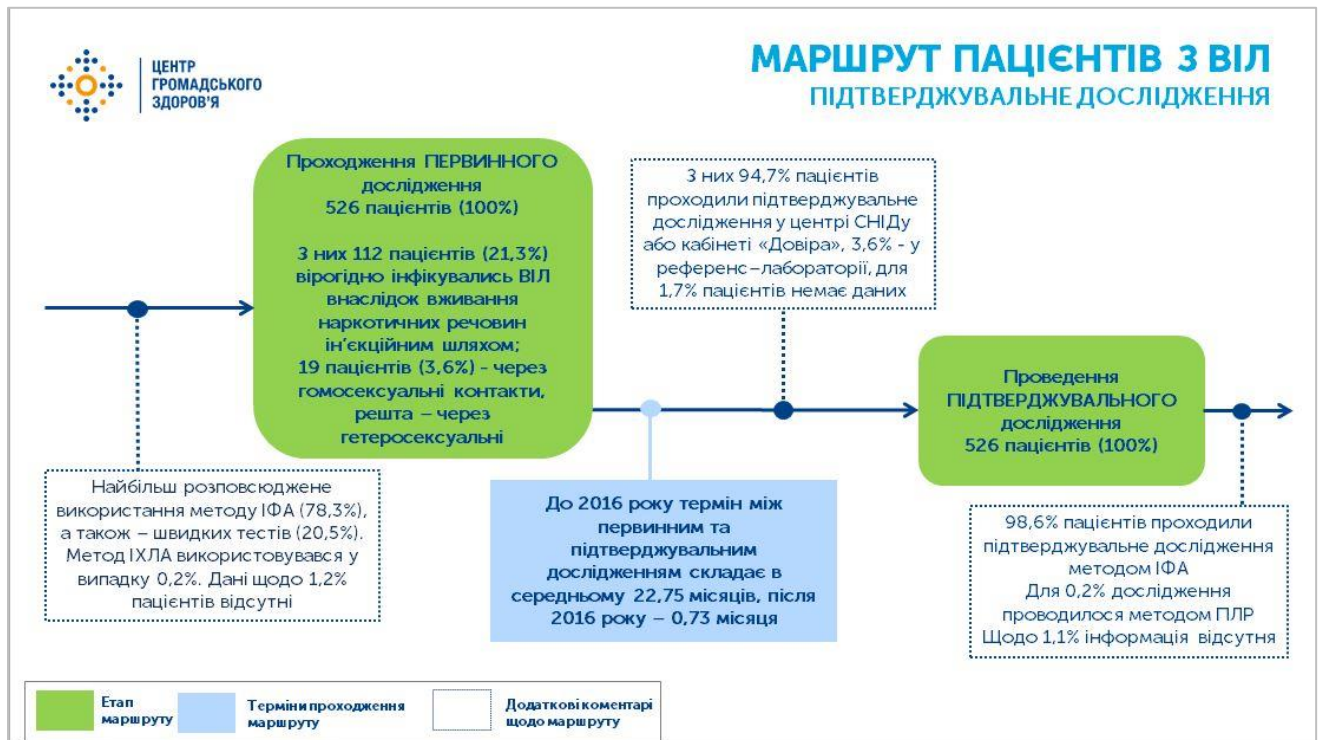 ЦЕНТР
ГРОМАДСЬКОГО
ЗДОРОВ'Я
МАРШРУТ ПАЦІЄНТІВ З ВІЛ
ПІДТВЕРДЖУВАЛЬНЕ ДОСЛІДЖЕННЯ
Проходження ПЕРВИННОГО
дослідження
526 пацієнтів (100%)
З них 112 пацієнтів (21,3%)
вірогідно інфікувались ВІЛ
внаслідок вживання
наркотичних речовин
ін’єкційним шляхом;
19 пацієнтів (3,6%) - через
гомосексуальні контакти,
решта – через
гетеросексуальні
З них 94,7% пацієнтів
проходили підтверджувальне
дослідження у центрі СНІДу
або кабінеті «Довіра», 3,6% - у
референс–лабораторії, для
1,7% пацієнтів немає даних
Проведення
ПІДТВЕРДЖУВАЛЬНОГО
дослідження
526 пацієнтів (100%)
Найбільш розповсюджене
використання методу ІФА (78,3%),
а також – швидких тестів (20,5%).
Метод ІХЛА використовувався у
випадку 0,2%. Дані щодо 1,2%
пацієнтів відсутні
До 2016 року термін між
первинним та
підтверджувальним
дослідженням складає в
середньому 22,75 місяців, після
2016 року – 0,73 місяця
98,6% пацієнтів проходили
підтверджувальне дослідження
методом ІФА
Для 0,2% дослідження
проводилося методом ПЛР
Щодо 1,1% інформація відсутня
Етап
маршруту
Терміни проходження
маршруту
Додаткові коментарі
щодо маршруту